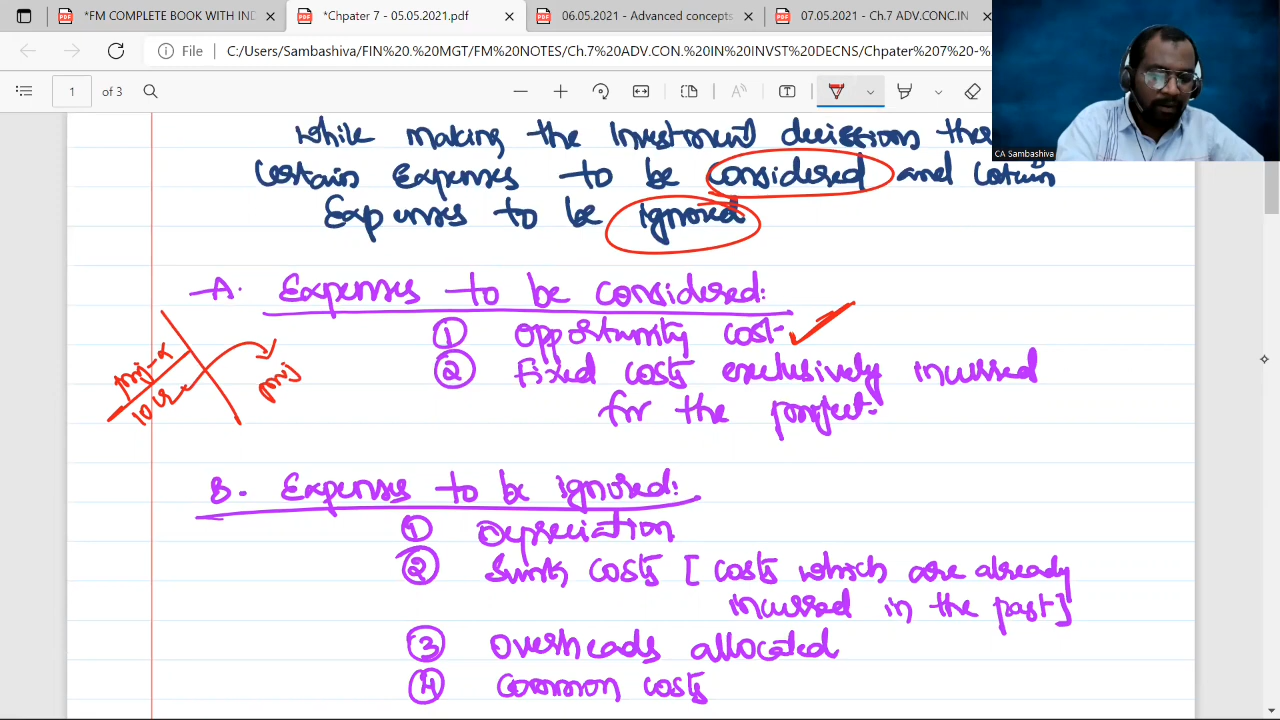 *FM COMPLETE BOOK WITH IND
*Chpater 7 - 05.05.2021.pdf
06.05.2021 - Advanced concepts
07.05.2021 - Ch.7 ADV.CONC.IN
File
C:/Users/Sambashiva/FIN%20.%20MGT/FM%20NOTES/Ch.7%20ADV.CON.%20IN%20INVST%20DECNS/Chpater%207%20-%
1 of 3
CA Sambashiva
While making the Investment decissions
Certain Expenses to be considered and Certain
Expenses to be ignored
A. Expenses to be considered:
① opportunity cost
② Fixed costs exclusively incurred
for the project.
proj
B. Expenses to be ignored:
① Depreciation
② Sunk costs [costs which are already
incurred in the past]
③ Overheads allocated
④ Common costs